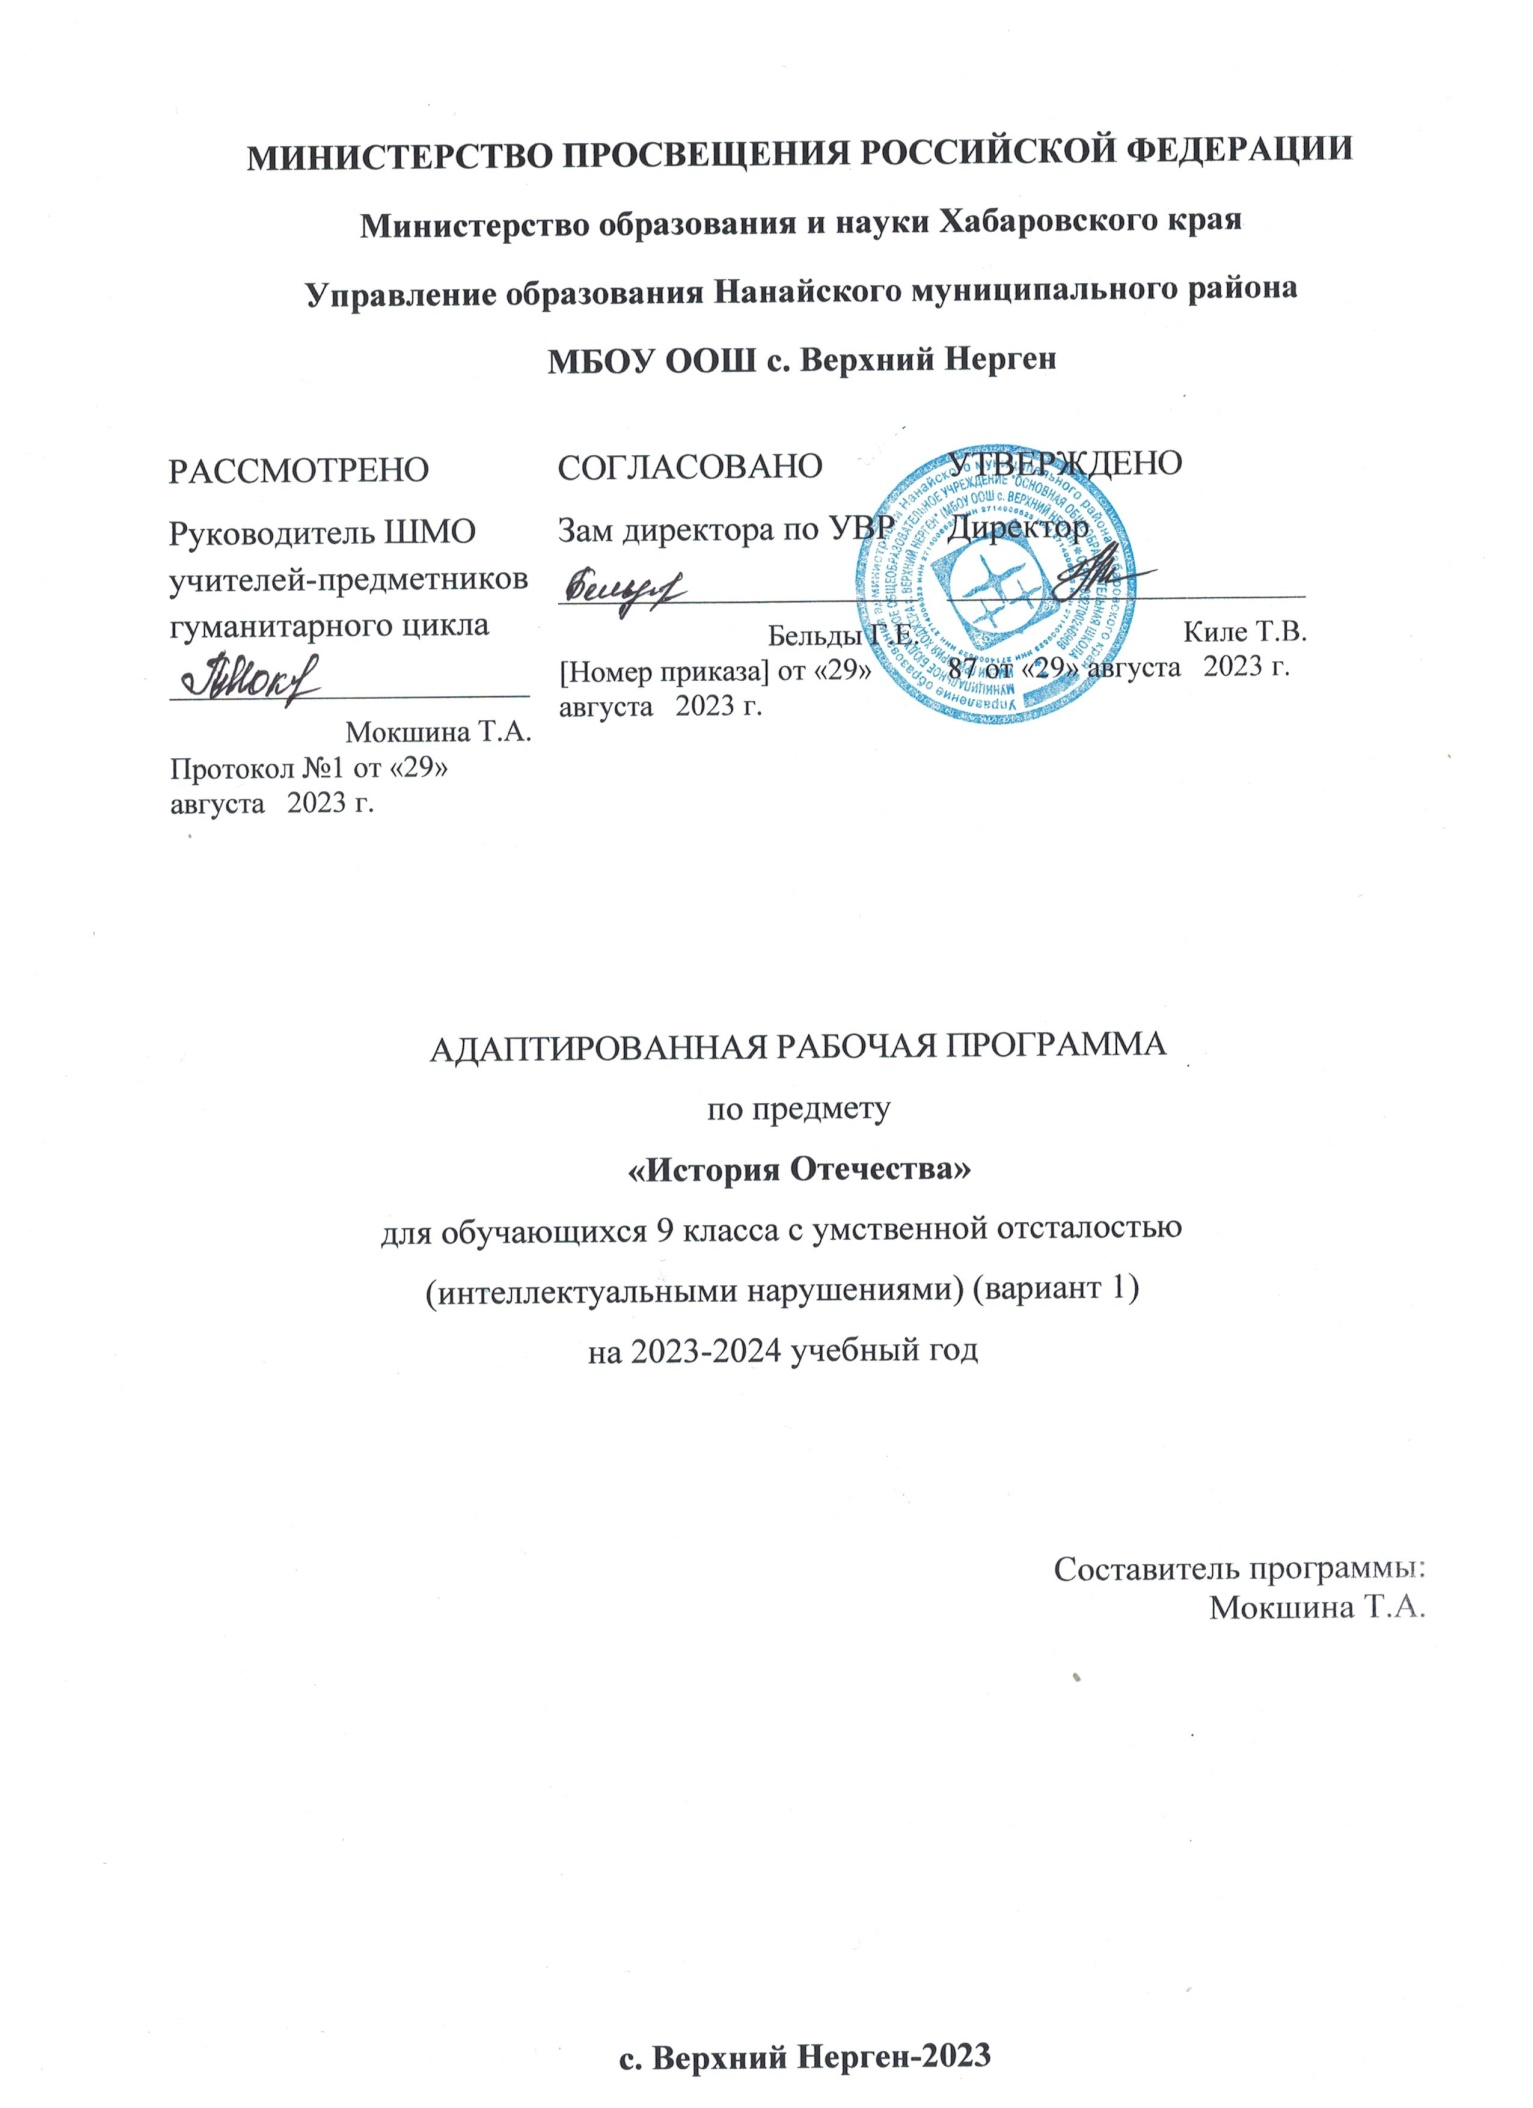 МИНИСТЕРСТВО ПРОСВЕЩЕНИЯ РОССИЙСКОЙ ФЕДЕРАЦИИ
Министерство образования и науки Хабаровского края
Управление образования Нанайского муниципального района
МБОУ ООШ с. Верхний Нерген
РАССМОТРЕНО
Руководитель ШМО
учителей-предметников
гуманитарного цикла
Мокшина Т.А.
Протокол №1 от «29»
августа 2023 г.
СОГЛАСОВАНО
Зам директора по УВР
Бельды Г.Е.
[Номер приказа] от «29»
августа 2023 г.
УТВЕРЖДЕНО
Директор
Киле Т.В.
87 от «29» августа 2023 г.
АДАПТИРОВАННАЯ РАБОЧАЯ ПРОГРАММА
по предмету
«История Отечества»
для обучающихся 9 класса с умственной отсталостью
(интеллектуальными нарушениями) (вариант 1)
на 2023-2024 учебный год
Составитель программы:
Мокшина Т.А.
с. Верхний Нерген-2023